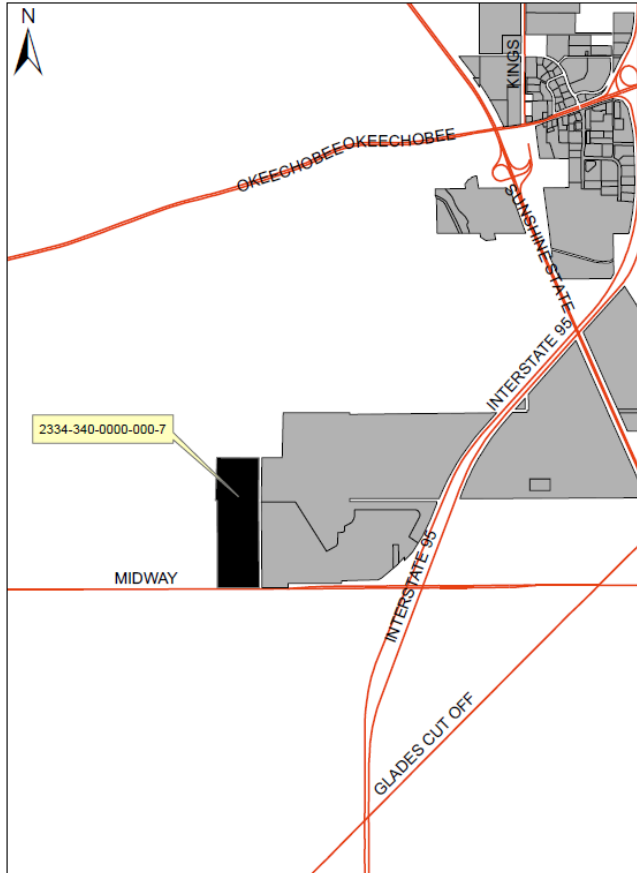 N
KINGS
OKEECHOBEE
OKEECHOBEE
SUNSHINE STATE
INTERSTATE 95
2334-340-0000-000-7
MIDWAY
INTERSTATE 95
GLADES CUT OFF